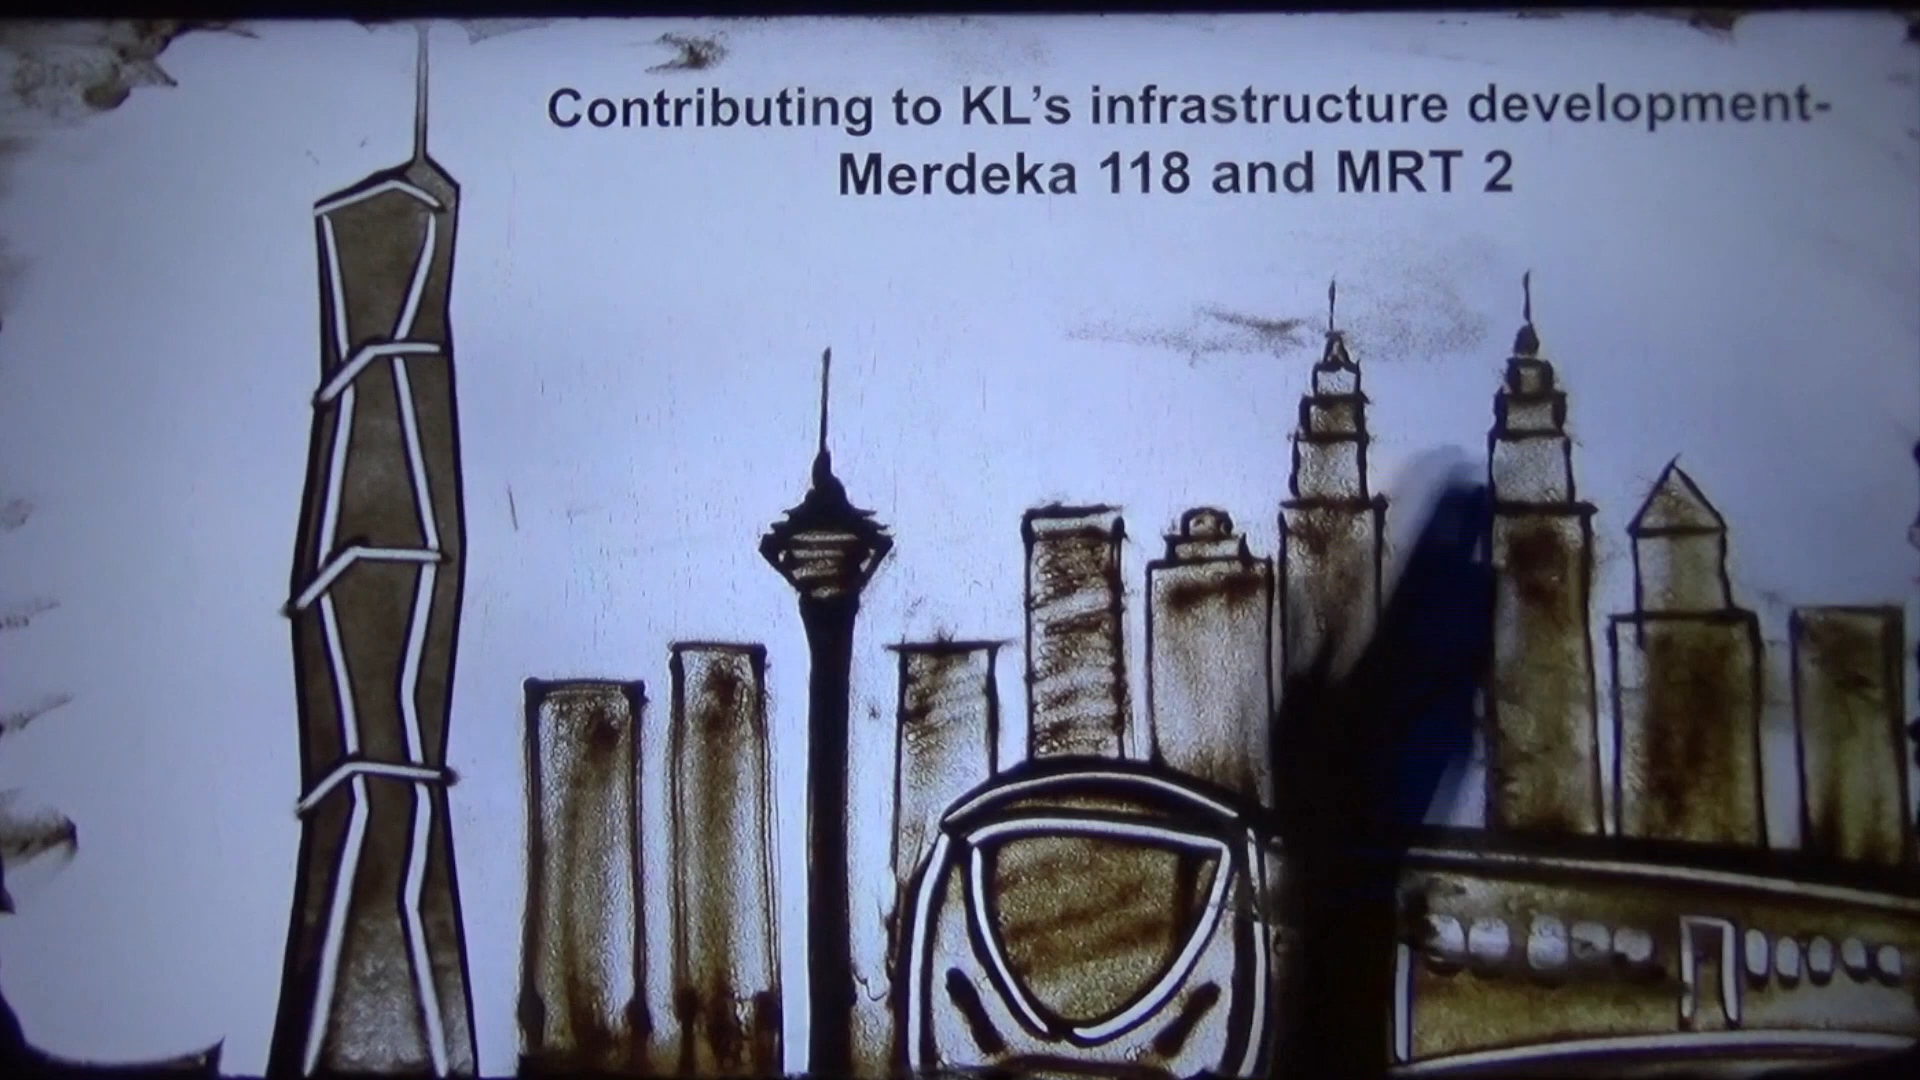 Contributing to KL's infrastructure development-
Merdeka 118 and MRT 2